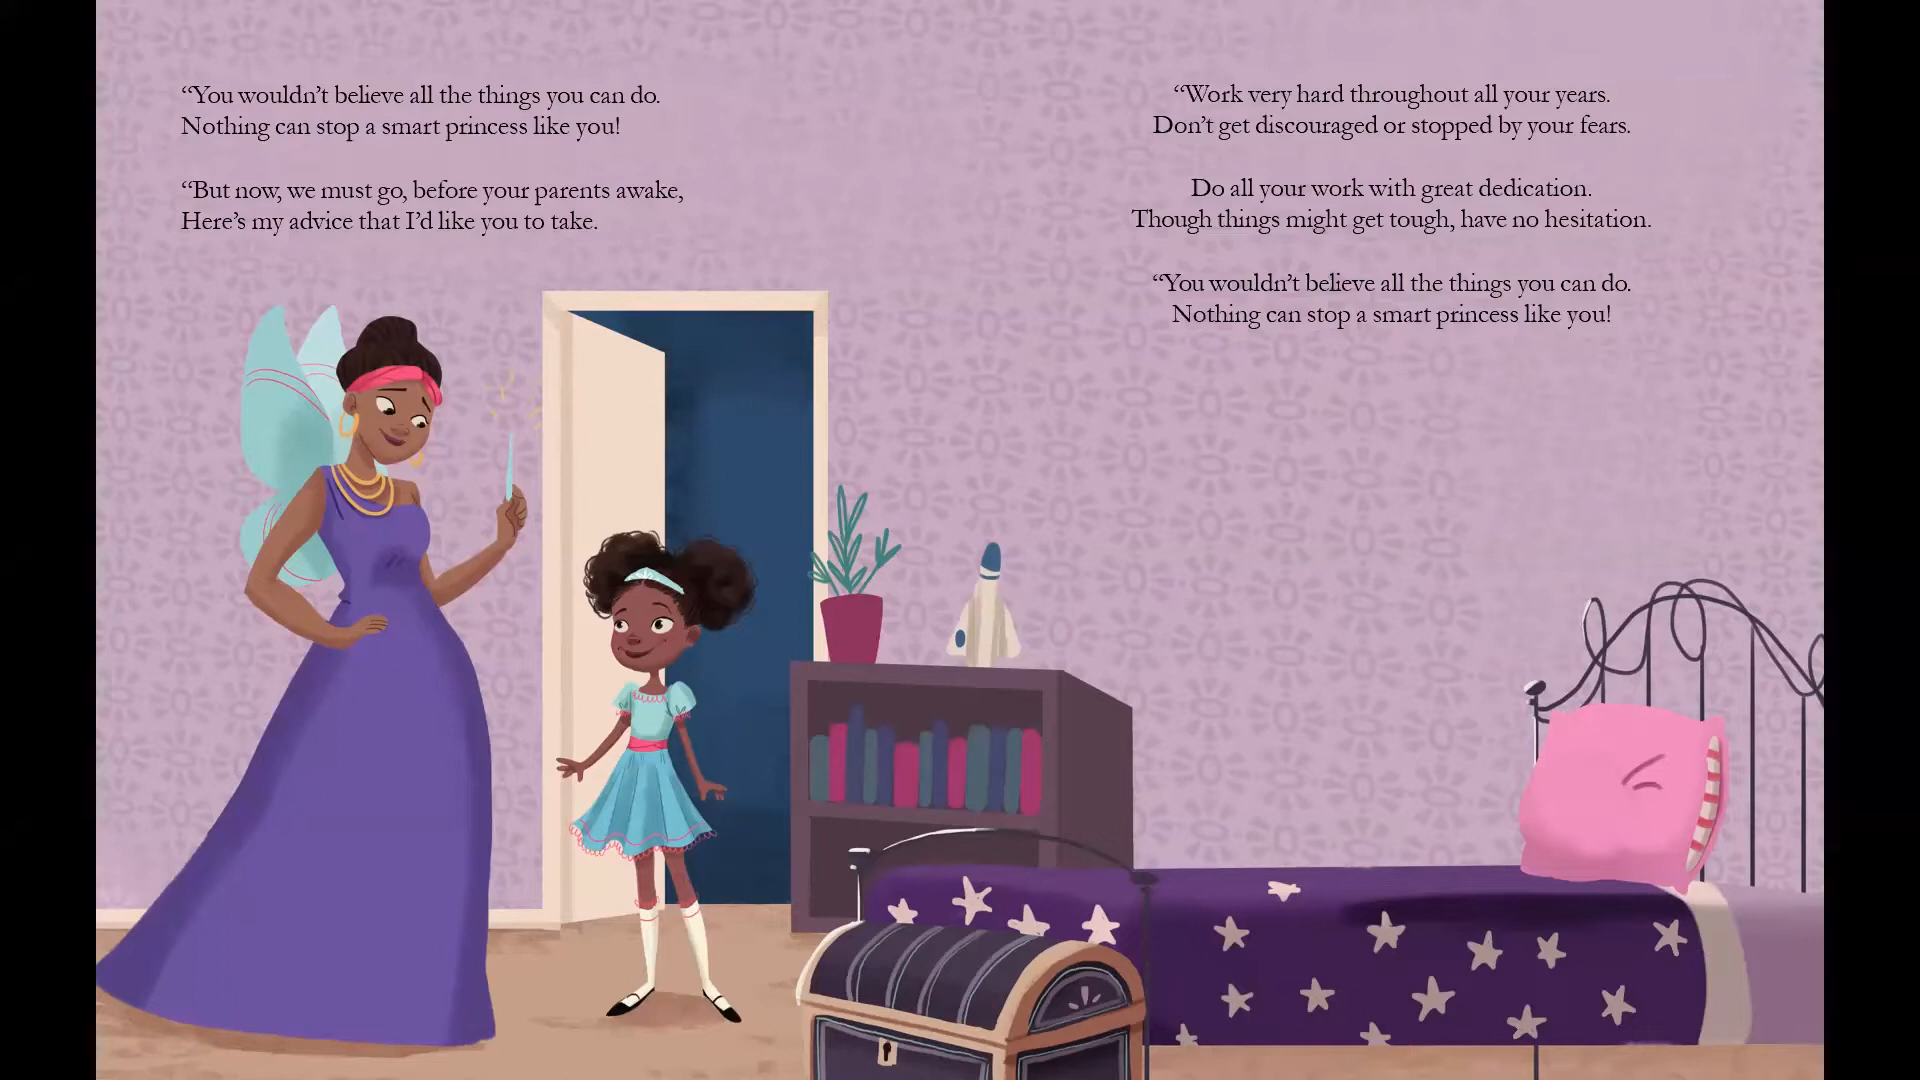 “You wouldn’t believe all the things you can do.
Nothing can stop a smart princess like you!
“But now, we must go, before your parents awake,
Here’s my advice that I’d like you to take.
“Work very hard throughout all your years.
Don’t get discouraged or stopped by your fears.
Do all your work with great dedication.
Though things might get tough, have no hesitation.
“You wouldn’t believe all the things you can do.
Nothing can stop a smart princess like you!